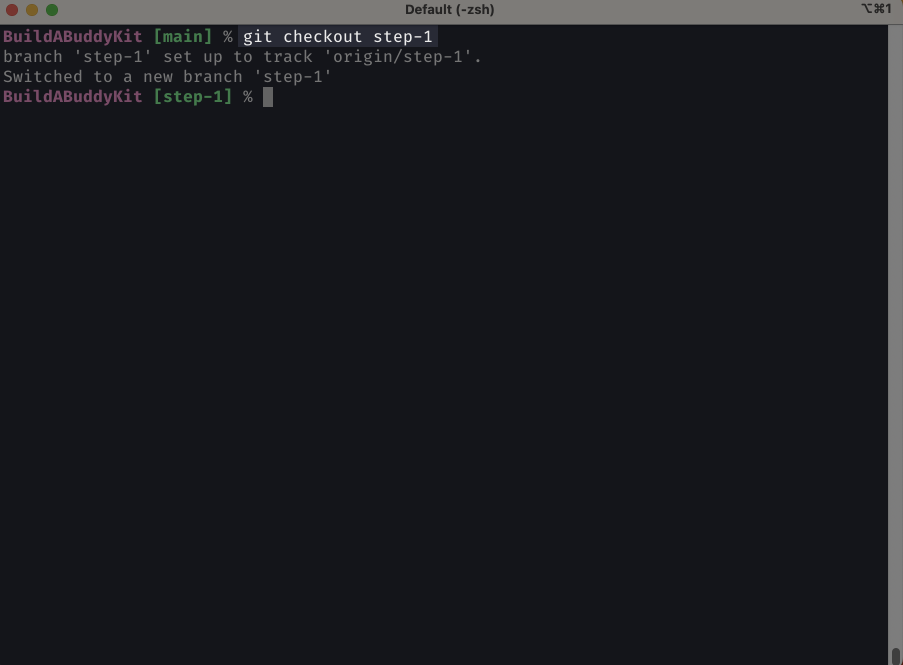 Default (-zsh)
⌥⌘1
BuildABuddyKit [main] % git checkout step-1
branch 'step-1' set up to track 'origin/step-1'.
Switched to a new branch 'step-1'
BuildABuddyKit [step-1] %